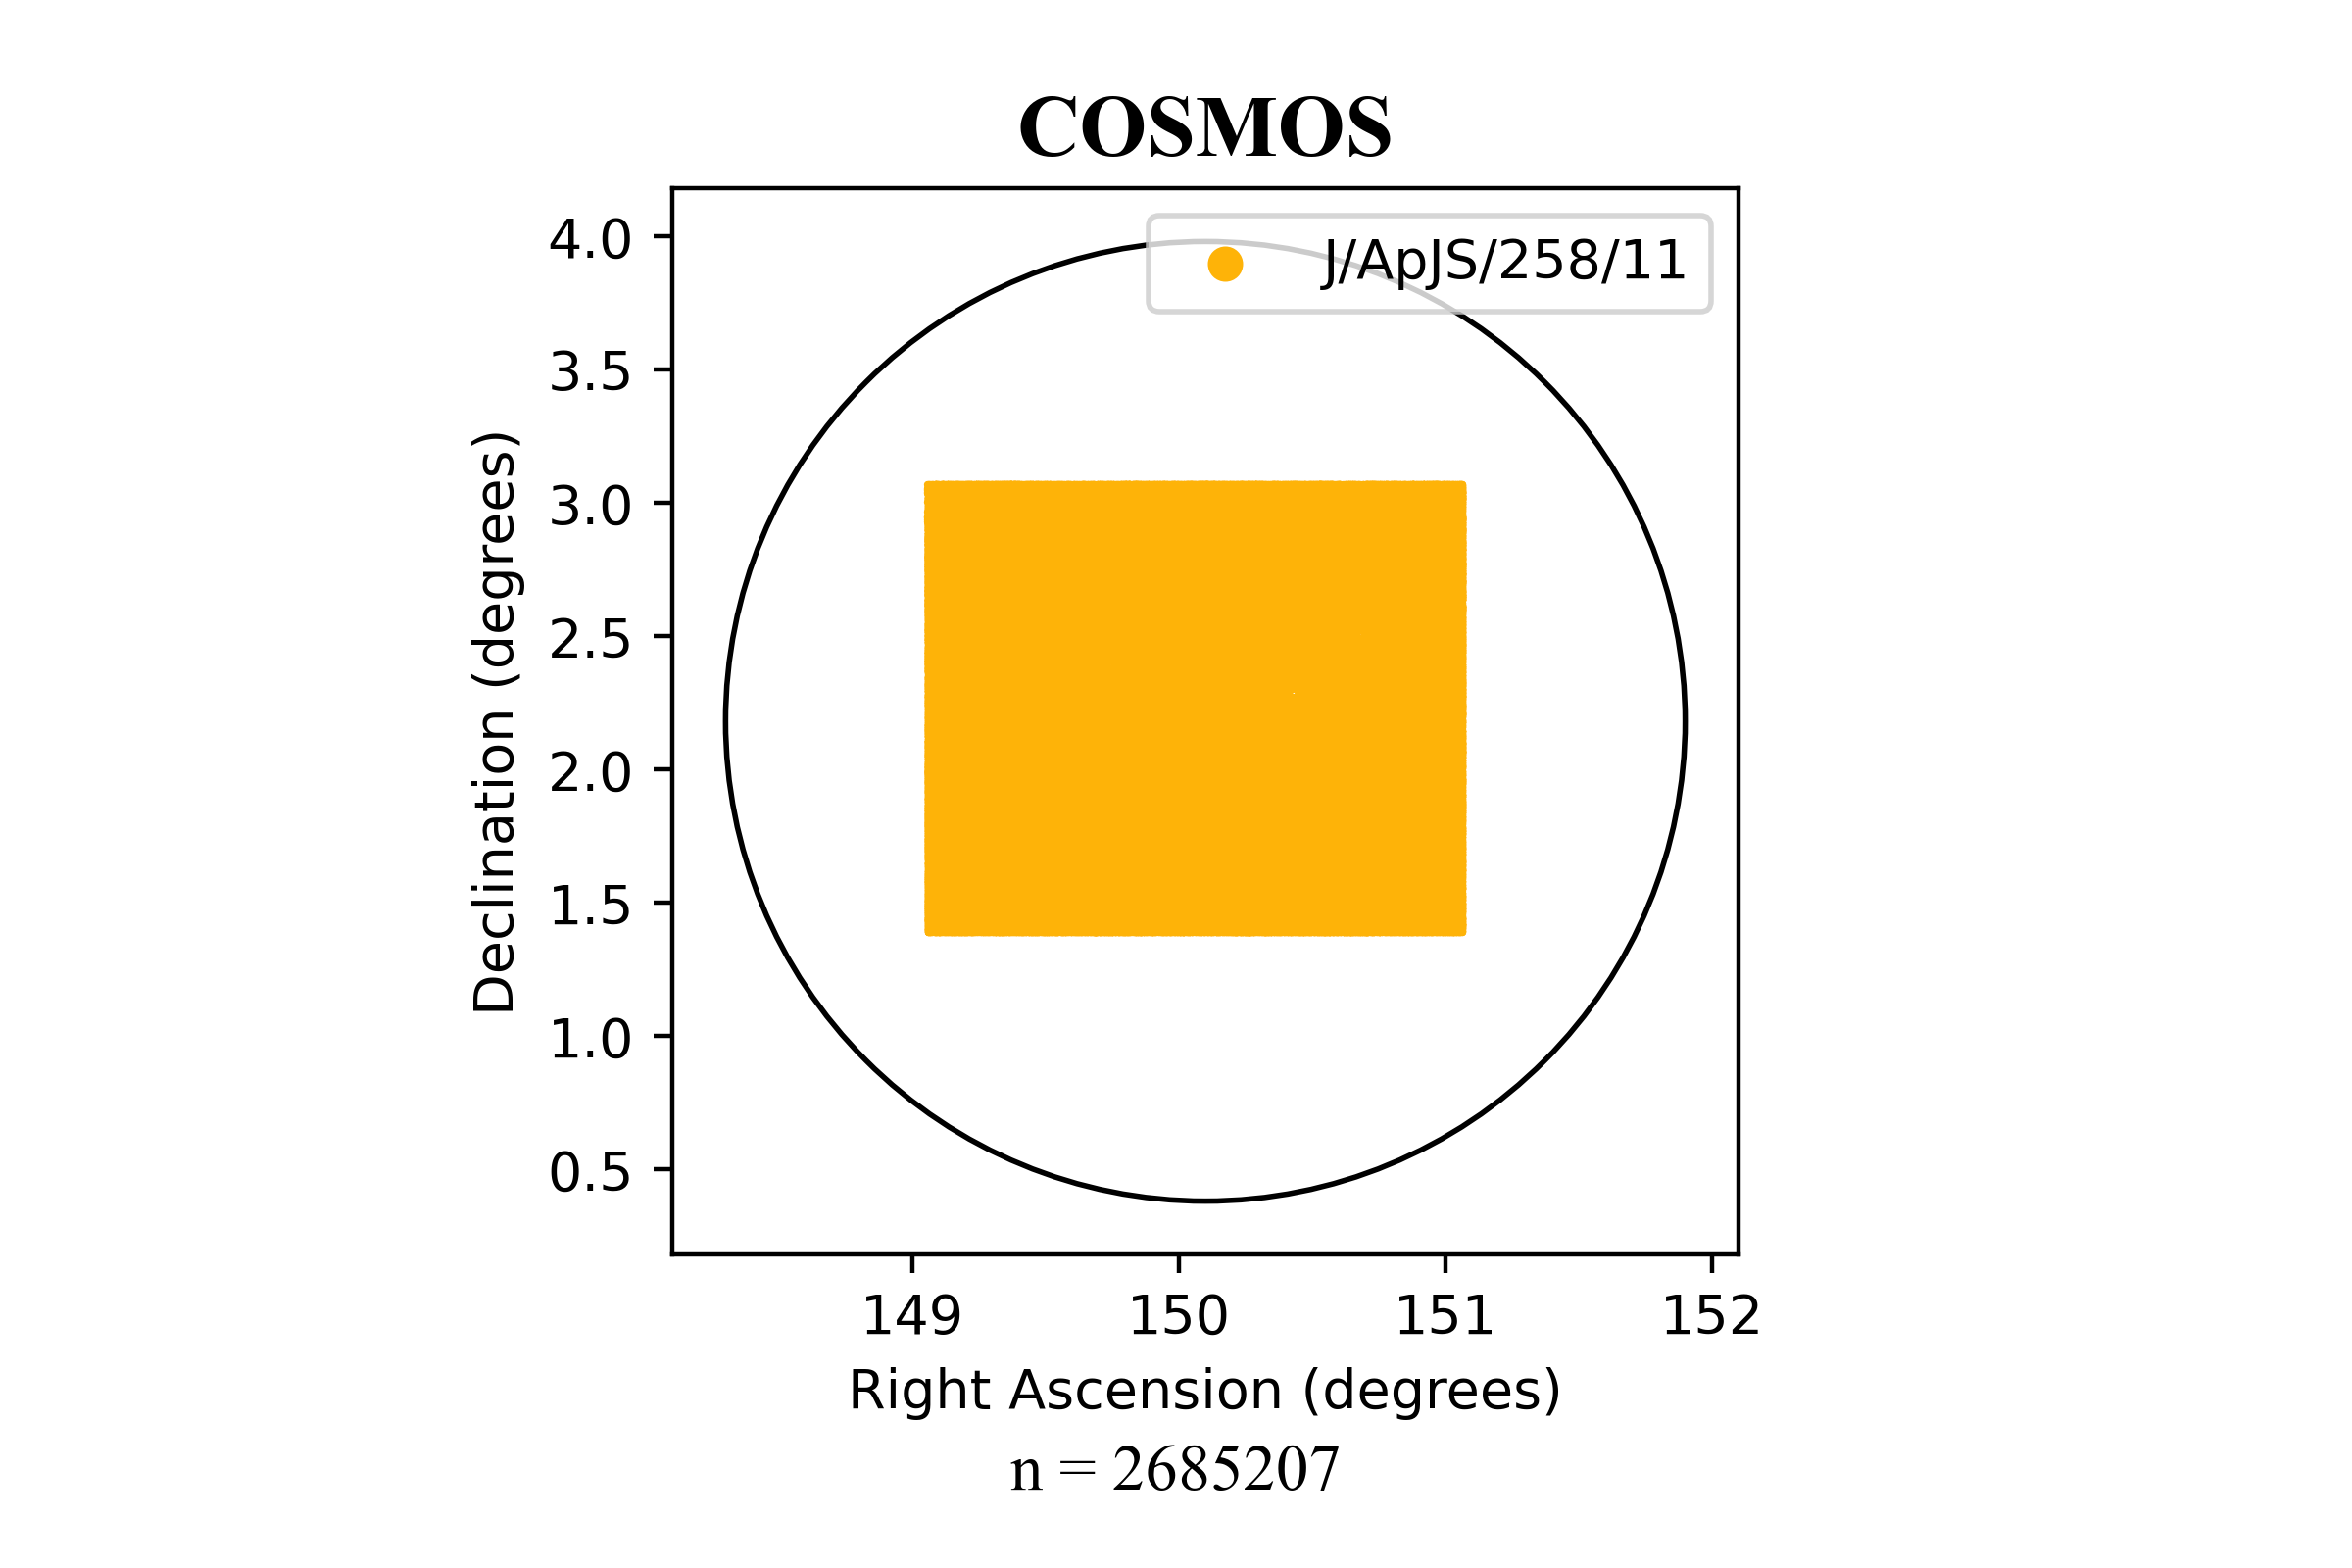 COSMOS
J/ApJS/258/11
Declination (degrees)
4.0
3.5
3.0
2.5
2.0
1.5
1.0
0.5
149 150 151 152
Right Ascension (degrees)
n = 2685207